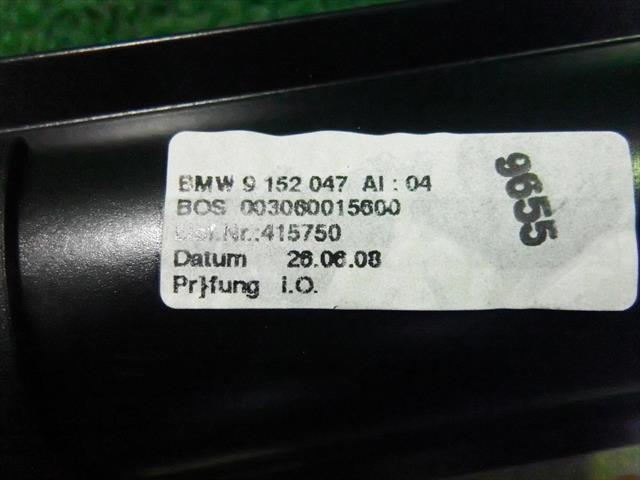 BMW 9 152 047 AI : 04
BOS 003060015600
Nr.:415750
Datum 26.06.08
Pr}fung i.O.
9655